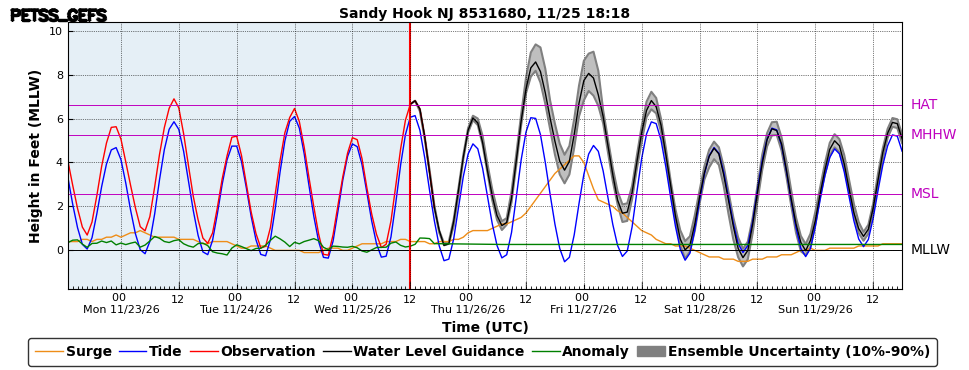 PETSS_GEFS
Sandy Hook NJ 8531680, 11/25 18:18
Height in Feet (MLLW)
10
8
6
4
2
0
HAT
MHHW
MSL
MLLW
00 12 00 12 00 12 00 12 00 12 00 12 00 12
Mon 11/23/26 Tue 11/24/26 Wed 11/25/26 Thu 11/26/26 Fri 11/27/26 Sat 11/28/26 Sun 11/29/26
Time (UTC)
Surge Tide Observation Water Level Guidance Anomaly Ensemble Uncertainty (10%-90%)